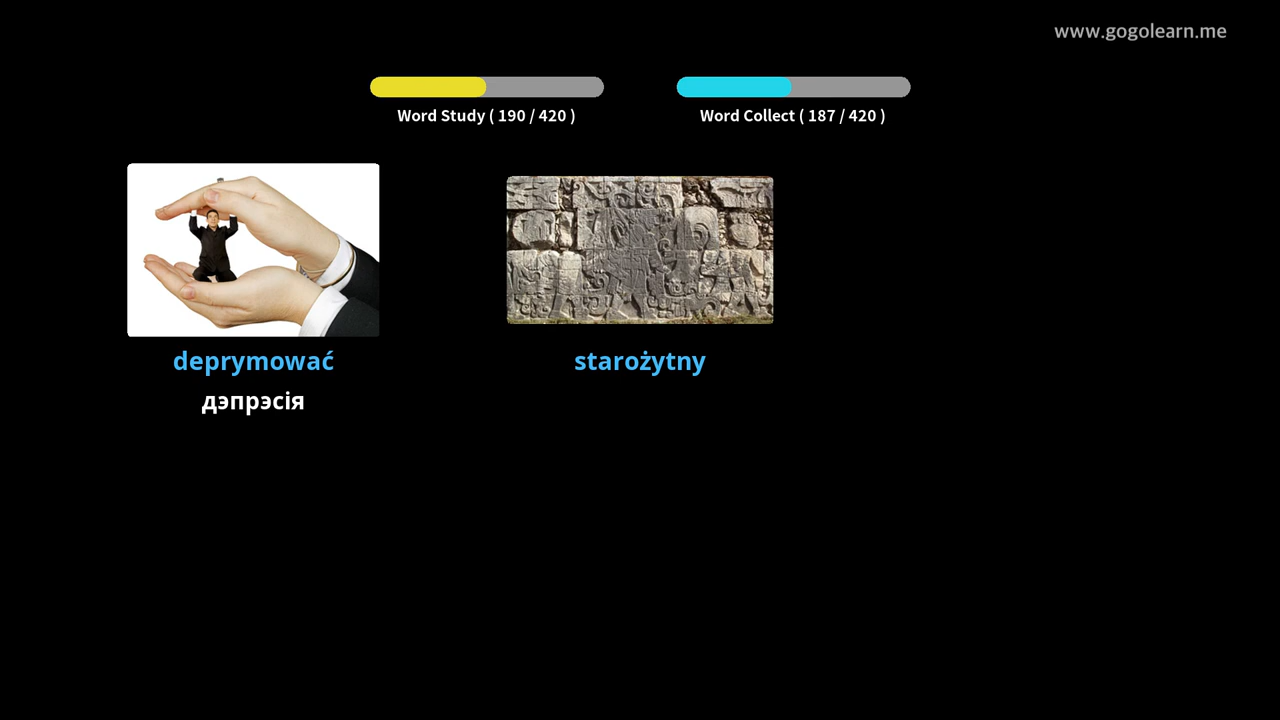 www.gogolearn.me
Word Study ( 190 / 420 )
Word Collect ( 187 / 420 )
deprymować
starożytny
дэпрэсія